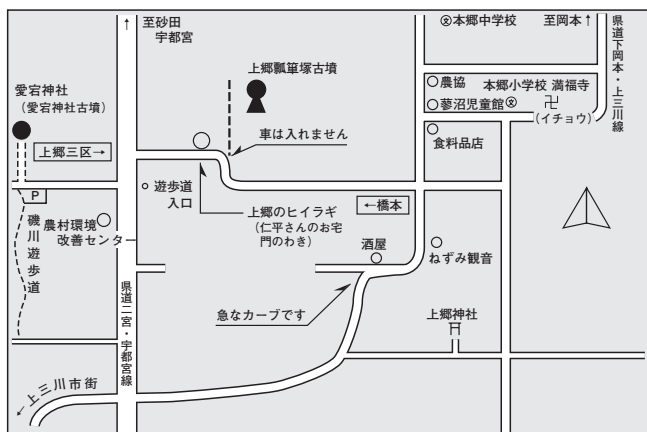 ↑ 至砂田
宇都宮
文本郷中学校
至岡本↑
県道下岡本・上三川線
愛宕神社
(愛宕神社古墳)
上郷瓢箪塚古墳
農協
本郷小学校
満福寺
蓼沼児童館文
卍
(イチョウ)
上郷三区→
車は入れません
食料品店
P
遊歩道
入口
上郷のヒイラギ
(仁平さんのお宅
門のわき)
←橋本
農村環境
改善センター
磯川遊歩道
酒屋
ねずみ観音
県道二宮・宇都宮線
急なカーブです
上郷神社
←上三川市街